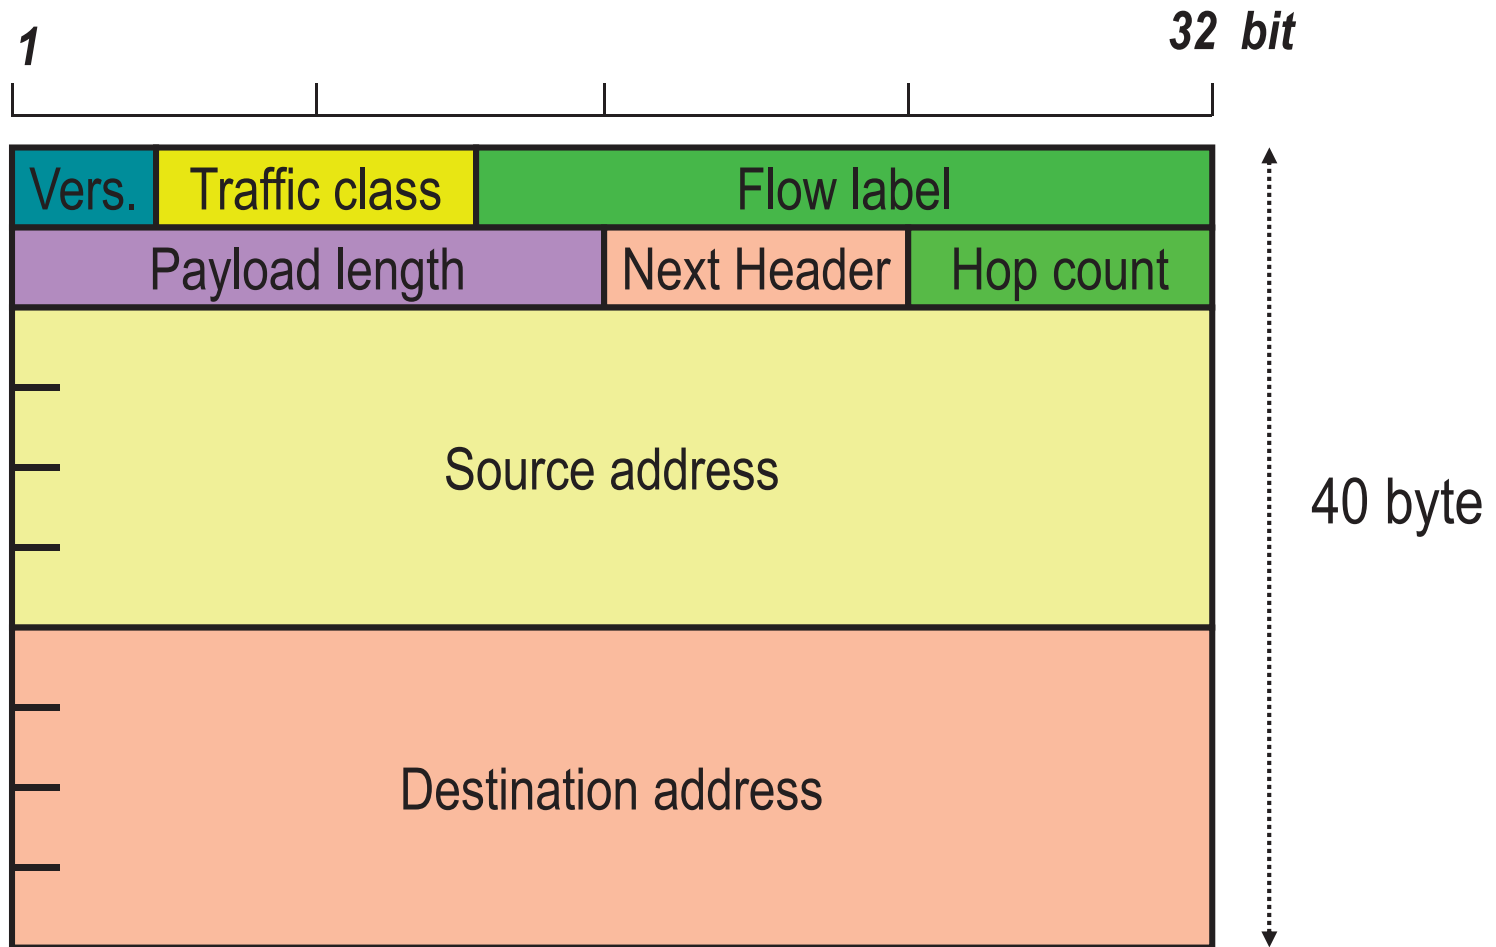 1
32 bit
Vers.
Traffic class
Flow label
Payload length
Next Header
Hop count
Source address
40 byte
Destination address